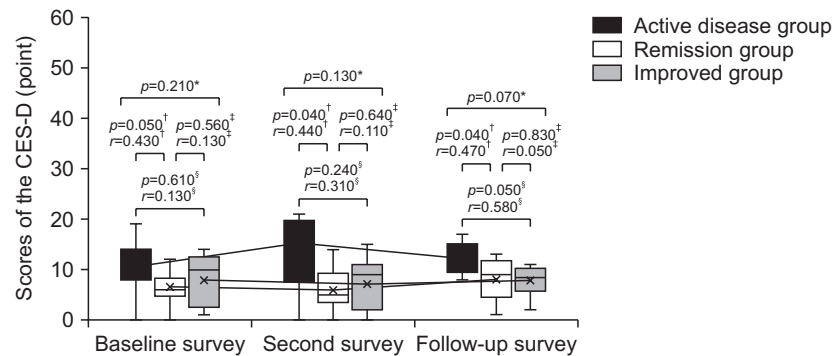 60
50
40
30
20
10
0
Scores of the CES-D (point)
Active disease group
Remission group
Improved group
p=0.210*
p=0.050† p=0.560‡
r=0.430† r=0.130‡
p=0.610§
r=0.130§
p=0.130*
p=0.040† p=0.640‡
r=0.440† r=0.110‡
p=0.240§
r=0.310§
p=0.070*
p=0.040† p=0.830‡
r=0.470† r=0.050‡
p=0.050§
r=0.580§
Baseline survey Second survey Follow-up survey